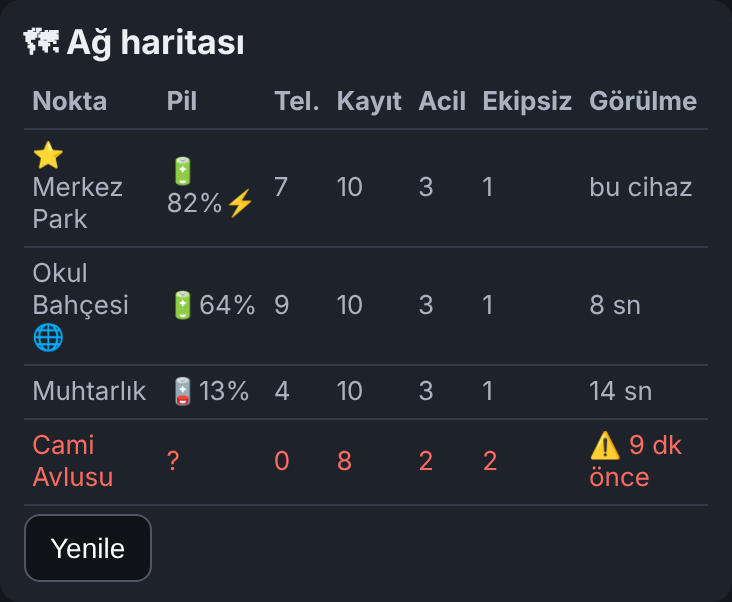 🗺 Ağ haritası
Nokta Pil Tel. Kayıt Acil Ekipsiz Görülme
⭐ Merkez Park 🔋 82%⚡ 7 10 3 1 bu cihaz
Okul Bahçesi 🌐 🔋64% 9 10 3 1 8 sn
Muhtarlık 🪫13% 4 10 3 1 14 sn
Cami Avlusu ? 0 8 2 2 ⚠️ 9 dk önce
Yenile